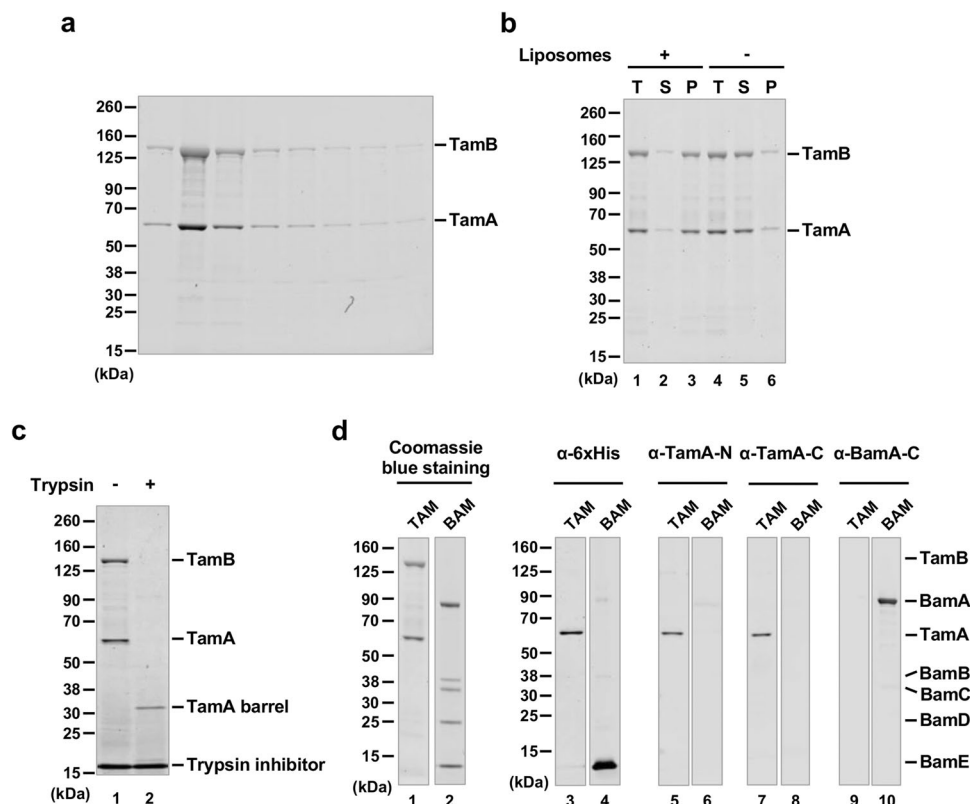 a
260
160
125
90
70
50
38
30
25
15
(kDa)
TamB
TamA
b
Liposomes + -
T S P T S P
260
160
125
90
70
50
38
30
25
15
(kDa) 1 2 3 4 5 6
TamB
TamA
c
Trypsin - +
260
160
125
90
70
50
38
30
25
15
(kDa) 1 2
TamB
TamA
TamA barrel
Trypsin inhibitor
d
Coomassie
blue staining
TAM BAM
160
125
90
70
50
38
30
25
15
(kDa) 1 2
α-6xHis α-TamA-N α-TamA-C α-BamA-C
TAM BAM TAM BAM TAM BAM TAM BAM
160
125
90
70
50
38
30
25
15
(kDa) 3 4 5 6 7 8 9 10
TamB
BamA
TamA
BamB
BamC
BamD
BamE